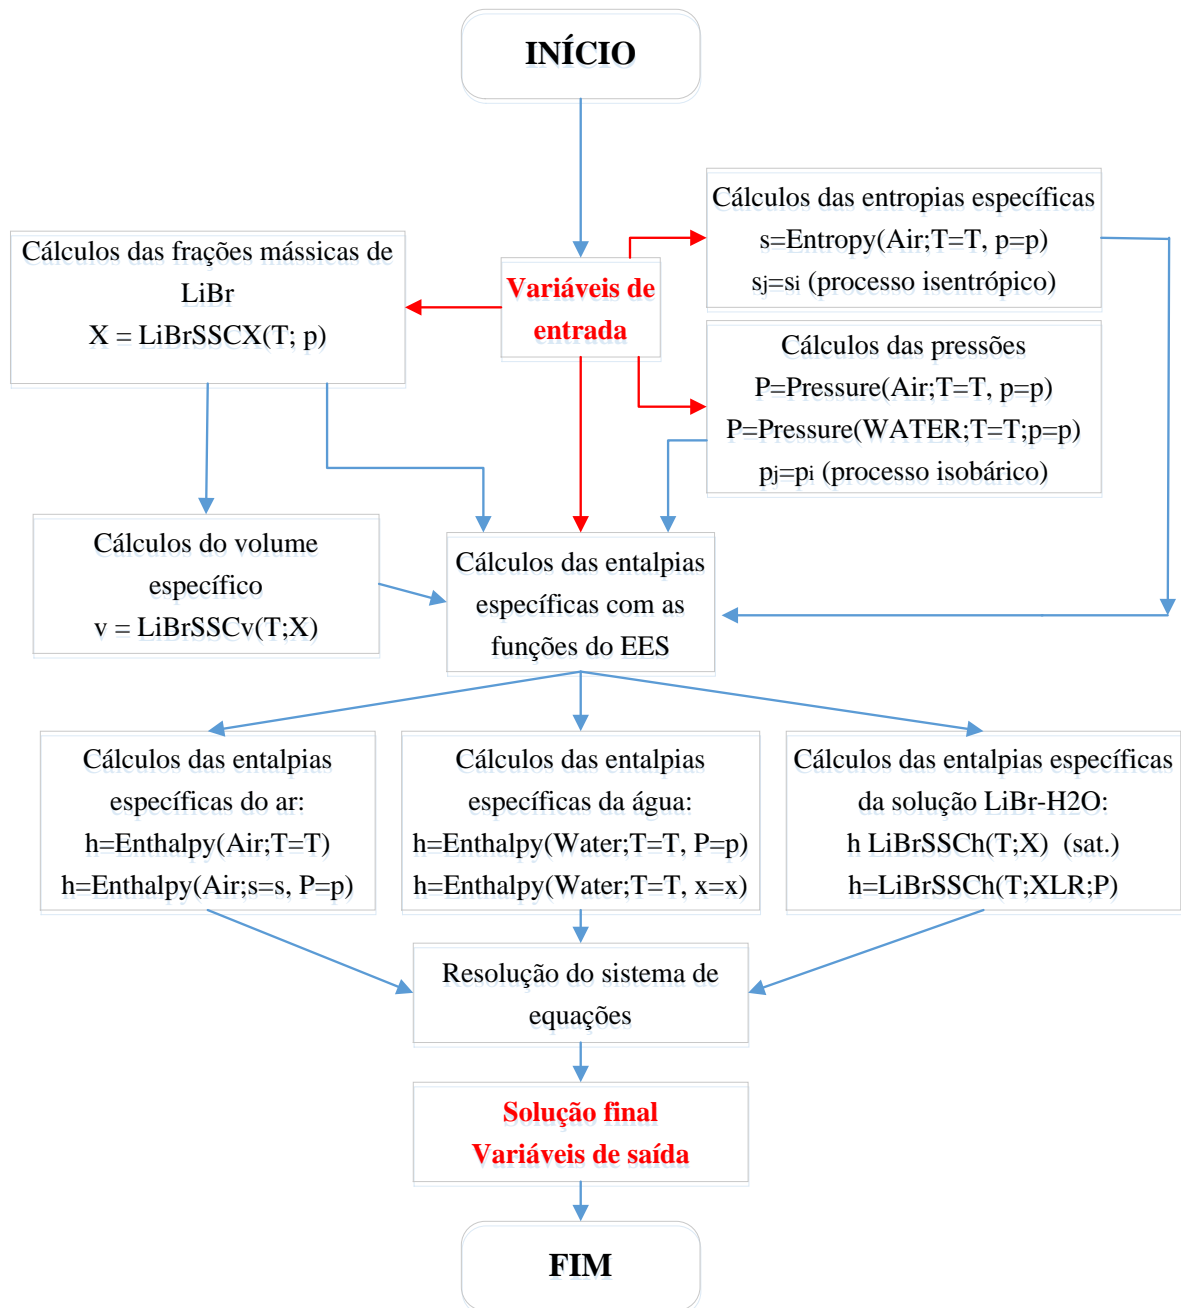 INÍCIO
Cálculos das entropias específicas
s=Entropy(Air;T=T, p=p)
sj=si (processo isentrópico)
Cálculos das frações mássicas de
LiBr
X = LiBrSSCX(T; p)
Variáveis de
entrada
Cálculos das pressões
P=Pressure(Air;T=T, p=p)
P=Pressure(WATER;T=T;p=p)
pj=pi (processo isobárico)
Cálculos do volume
específico
v = LiBrSSCv(T;X)
Cálculos das entalpias
específicas com as
funções do EES
Cálculos das entalpias
específicas do ar:
h=Enthalpy(Air;T=T)
h=Enthalpy(Air;s=s, P=p)
Cálculos das entalpias
específicas da água:
h=Enthalpy(Water;T=T, P=p)
h=Enthalpy(Water;T=T, x=x)
Cálculos das entalpias específicas
da solução LiBr-H2O:
h LiBrSSCh(T;X) (sat.)
h=LiBrSSCh(T;XLR;P)
Resolução do sistema de
equações
Solução final
Variáveis de saída
FIM